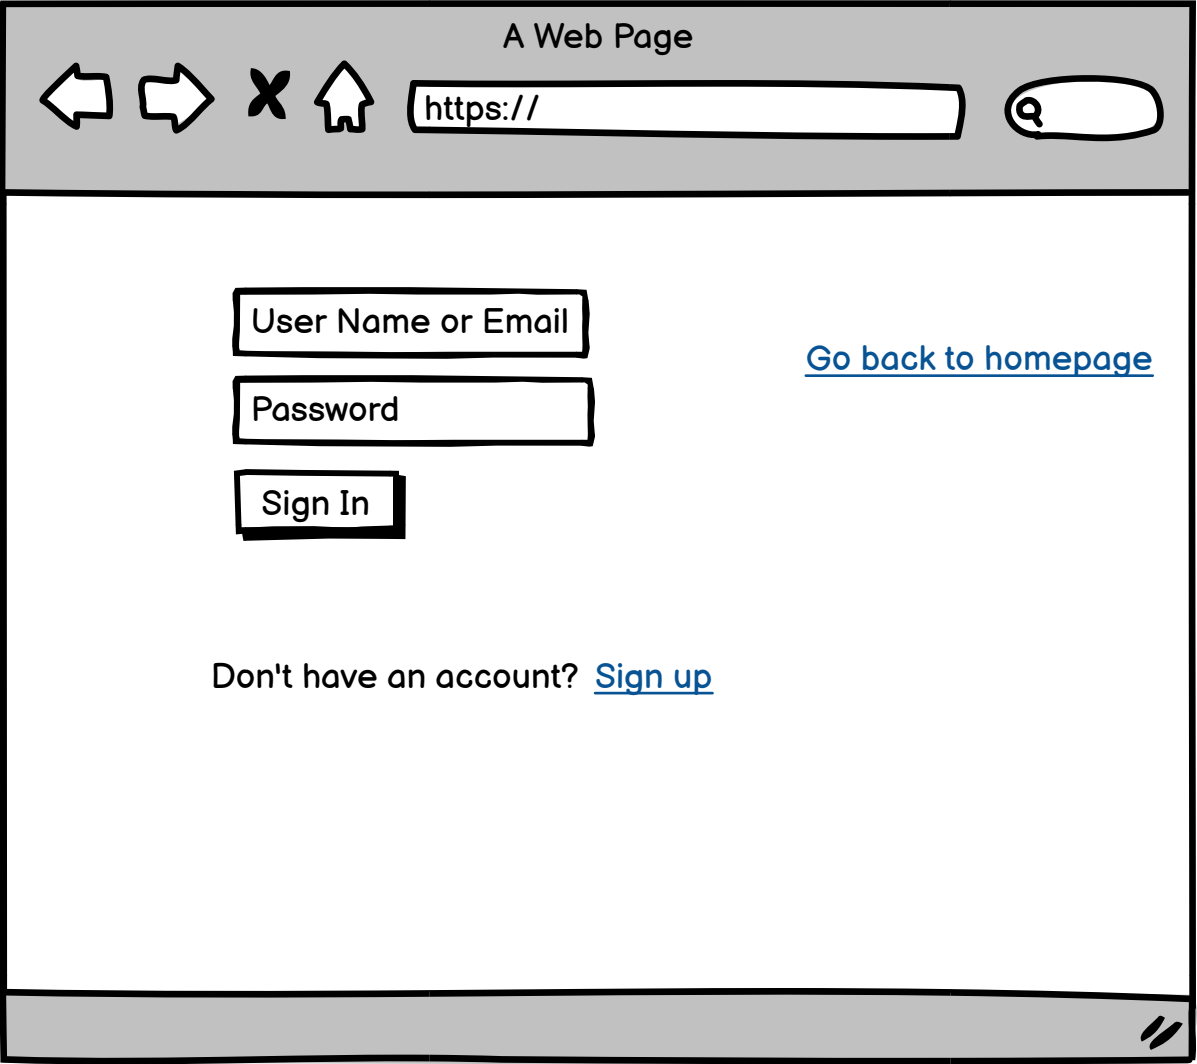 A Web Page
https://
User Name or Email
Go back to homepage
Password
Sign In
Don't have an account? Sign up